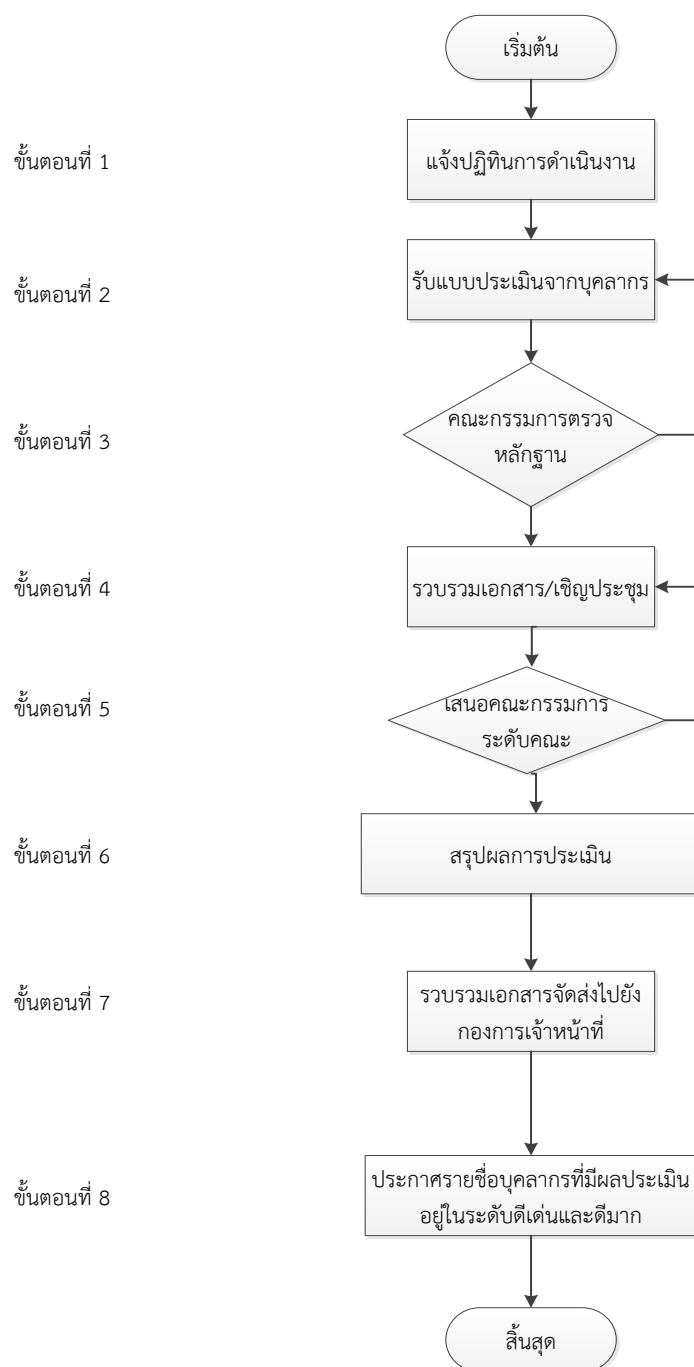 เริ่มต้น
ขั้นตอนที่ 1
แจ้งปฏิทินการดำเนินงาน
ขั้นตอนที่ 2
รับแบบประเมินจากบุคลากร
ขั้นตอนที่ 3
คณะกรรมการตรวจ
หลักฐาน
ขั้นตอนที่ 4
รวบรวมเอกสาร/เชิญประชุม
ขั้นตอนที่ 5
เสนอคณะกรรมการ
ระดับคณะ
ขั้นตอนที่ 6
สรุปผลการประเมิน
ขั้นตอนที่ 7
รวบรวมเอกสารจัดส่งไปยัง
กองการเจ้าหน้าที่
ขั้นตอนที่ 8
ประกาศรายชื่อบุคลากรที่มีผลประเมิน
อยู่ในระดับดีเด่นและดีมาก
สิ้นสุด